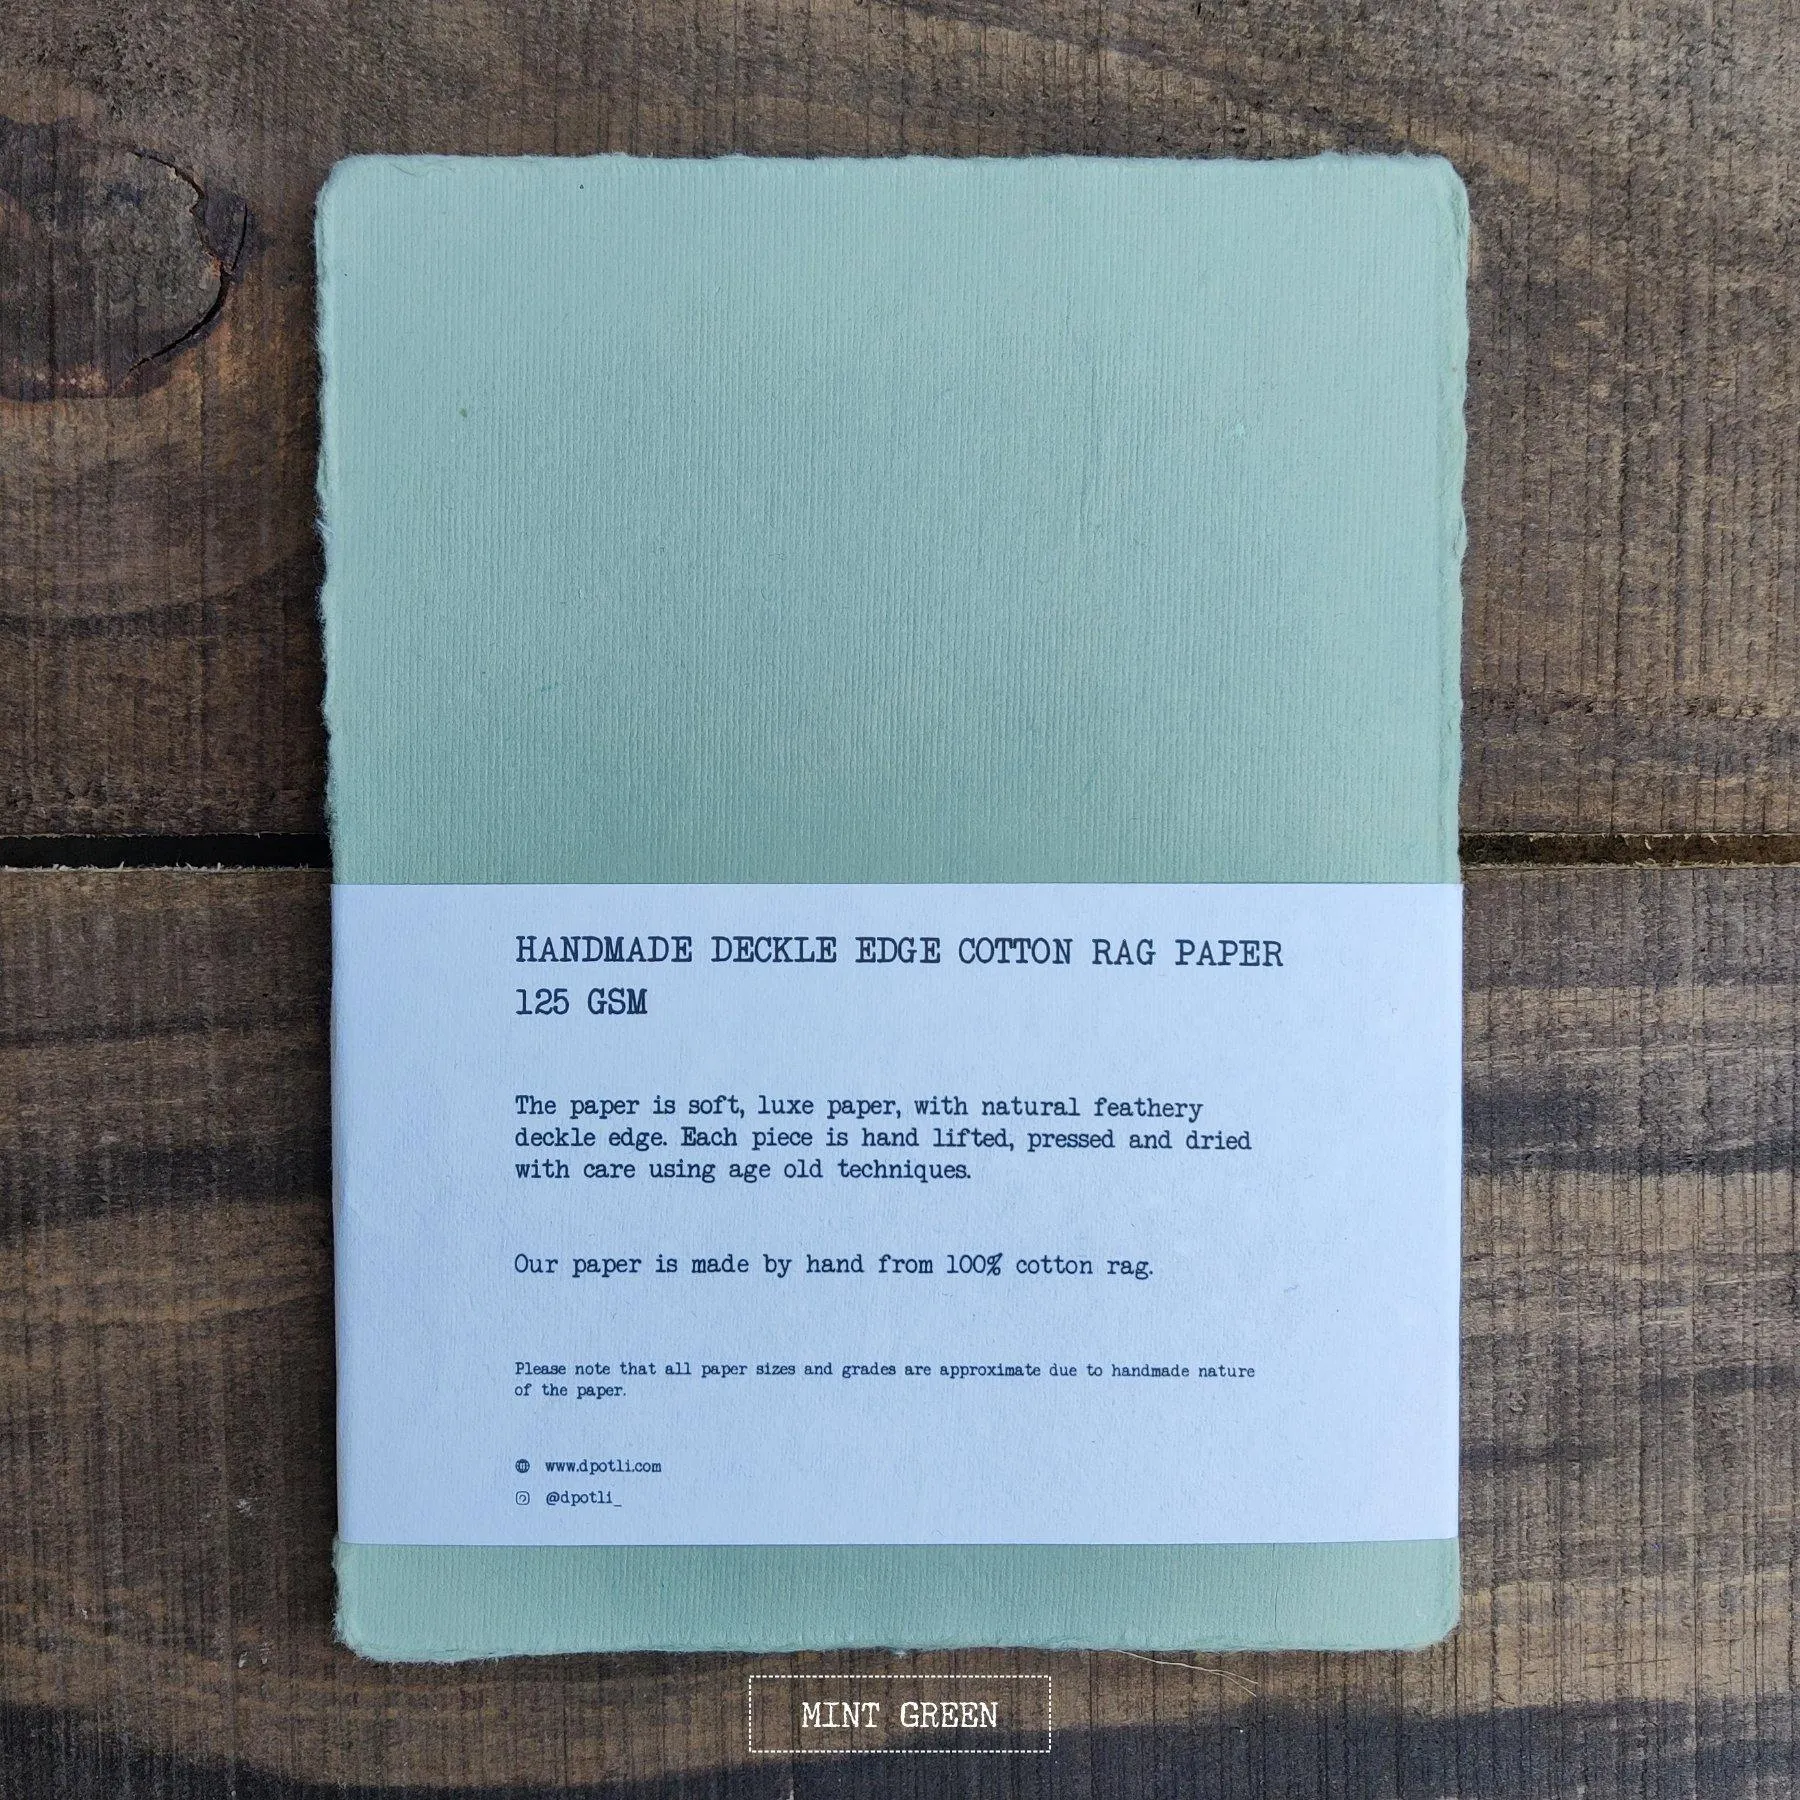 HANDMADE DECKLE EDGE COTTON RAG PAPER
125 GSM
The paper is soft, luxe paper, with natural feathery
deckle edge. Each piece is hand lifted, pressed and dried
with care using age old techniques.
Our paper is made by hand from 100% cotton rag.
Please note that all paper sizes and grades are approximate due to handmade nature
of the paper.
www.dpotli.com
@dpotli_
MINT GREEN